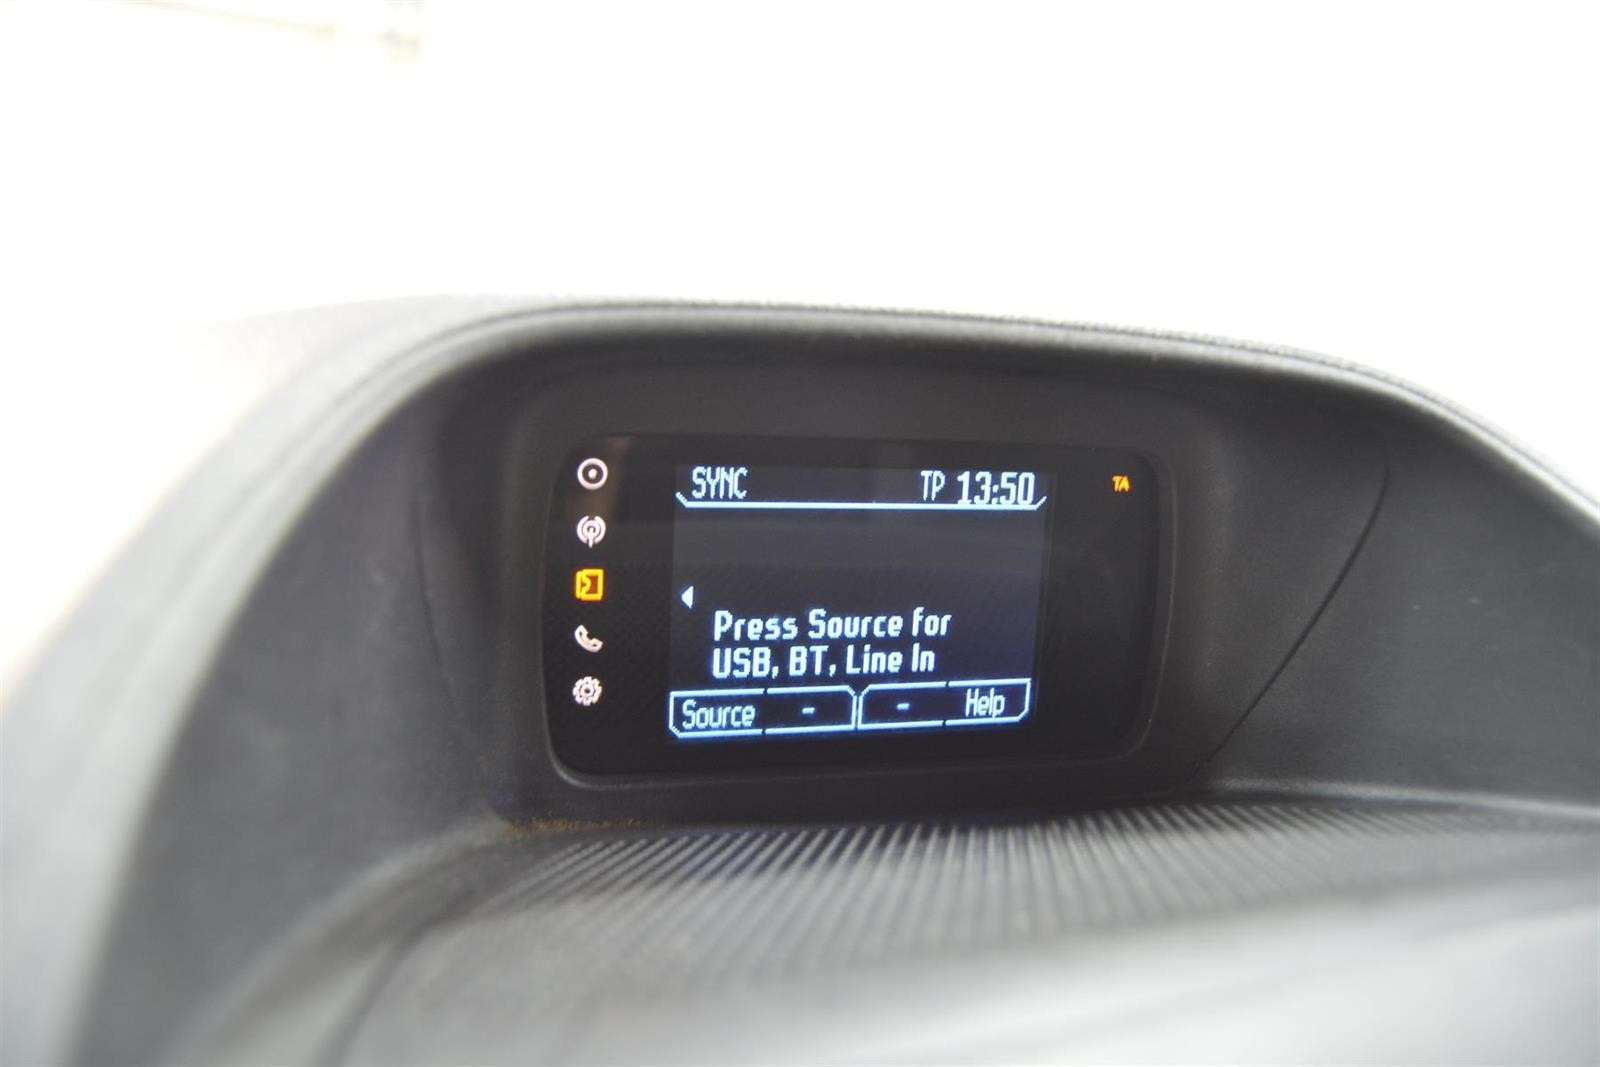 SYNC TP 13:50 TA
Press Source for
USB, BT, Line In
Source - - Help